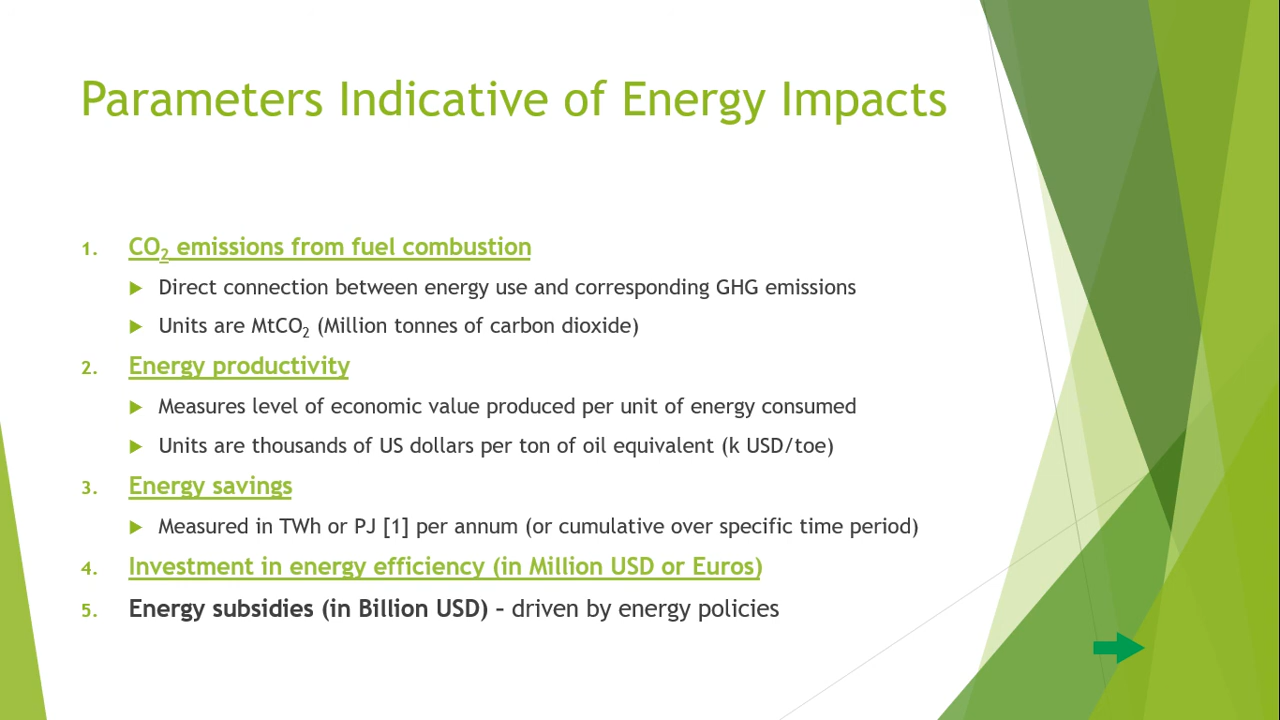 Parameters Indicative of Energy Impacts
1. CO₂ emissions from fuel combustion
▶ Direct connection between energy use and corresponding GHG emissions
▶ Units are MtCO₂ (Million tonnes of carbon dioxide)
2. Energy productivity
▶ Measures level of economic value produced per unit of energy consumed
▶ Units are thousands of US dollars per ton of oil equivalent (k USD/toe)
3. Energy savings
▶ Measured in TWh or PJ [1] per annum (or cumulative over specific time period)
4. Investment in energy efficiency (in Million USD or Euros)
5. Energy subsidies (in Billion USD) – driven by energy policies